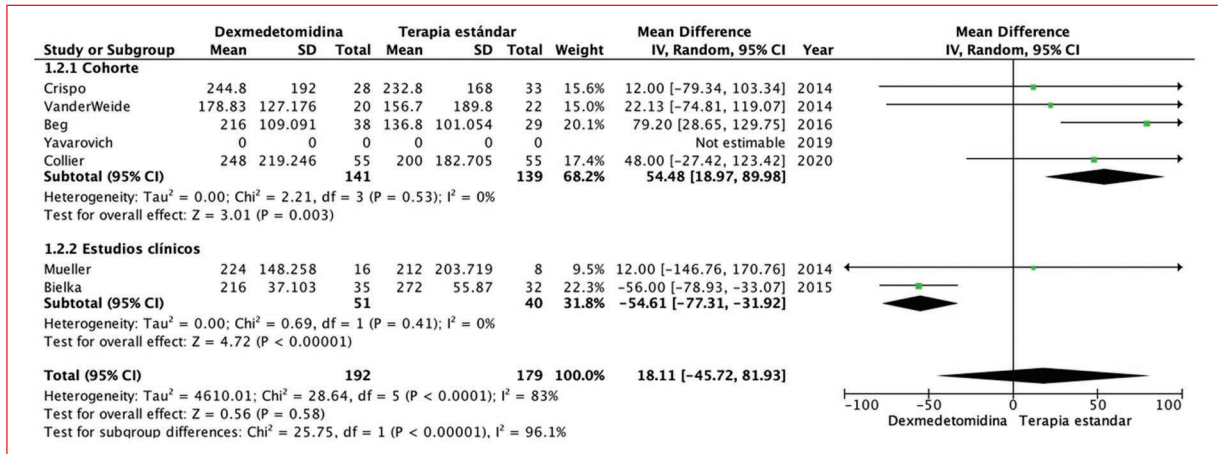 Dexmedetomidina Terapia estándar Mean Difference Mean Difference
Study or Subgroup Mean SD Total Mean SD Total Weight IV, Random, 95% CI Year IV, Random, 95% CI
1.2.1 Cohorte
Crispo 244.8 192 28 232.8 168 33 15.6% 12.00 [-79.34, 103.34] 2014
VanderWeide 178.83 127.176 20 156.7 189.8 22 15.0% 22.13 [-74.81, 119.07] 2014
Beg 216 109.091 38 136.8 101.054 29 20.1% 79.20 [28.65, 129.75] 2016
Yavarovich 0 0 0 0 0 0 Not estimable 2019
Collier 248 219.246 55 200 182.705 55 17.4% 48.00 [-27.42, 123.42] 2020
Subtotal (95% CI) 141 139 68.2% 54.48 [18.97, 89.98]
Heterogeneity: Tau² = 0.00; Chi² = 2.21, df = 3 (P = 0.53); I² = 0%
Test for overall effect: Z = 3.01 (P = 0.003)
1.2.2 Estudios clínicos
Mueller 224 148.258 16 212 203.719 8 9.5% 12.00 [-146.76, 170.76] 2014
Bielka 216 37.103 35 272 55.87 32 22.3% -56.00 [-78.93, -33.07] 2015
Subtotal (95% CI) 51 40 31.8% -54.61 [-77.31, -31.92]
Heterogeneity: Tau² = 0.00; Chi² = 0.69, df = 1 (P = 0.41); I² = 0%
Test for overall effect: Z = 4.72 (P < 0.00001)
Total (95% CI) 192 179 100.0% 18.11 [-45.72, 81.93]
Heterogeneity: Tau² = 4610.01; Chi² = 28.64, df = 5 (P < 0.0001); I² = 83%
Test for overall effect: Z = 0.56 (P = 0.58)
Test for subgroup differences: Chi² = 25.75, df = 1 (P < 0.00001), I² = 96.1%
-100 -50 0 50 100
Dexmedetomidina Terapia estandar